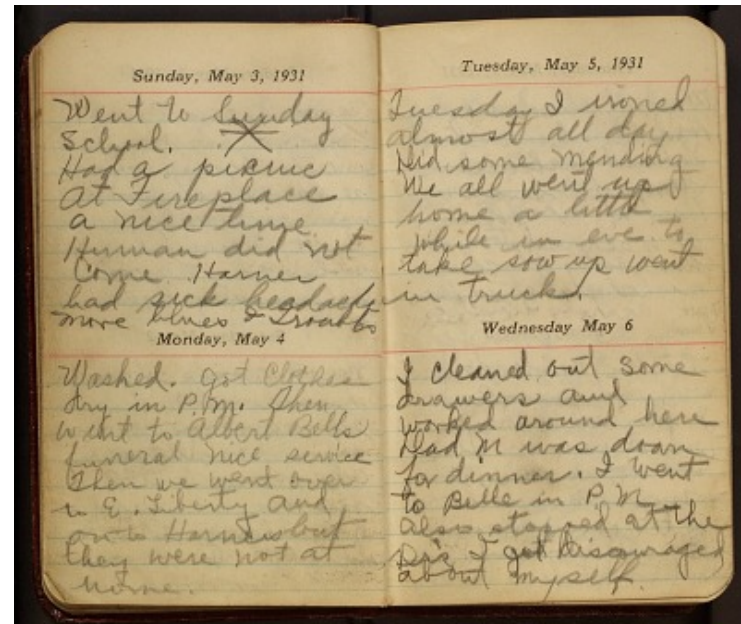 Sunday, May 3, 1931
Went to Sunday
School. X
Had a picnic
at Fireplace
a nice time
Human did not
Come. Harner
had sick headache
more blues & Troubles
Monday, May 4
Washed. got Clothes
dry in P.M. Then
went to Albert Bells
funeral nice service
Then we went over
to E. Liberty and
on to Harners but
they were not at
home.
Tuesday, May 5, 1931
Tuesday I ironed
almost all day
Did some mending
We all went up
home a little
while in eve to
take sow up went
in truck.
Wednesday May 6
I cleaned out some
drawers and
worked around here
Dad M was down
for dinner. I went
to Belle in P.M.
also stopped at the
Drs I got Discouraged
about myself.